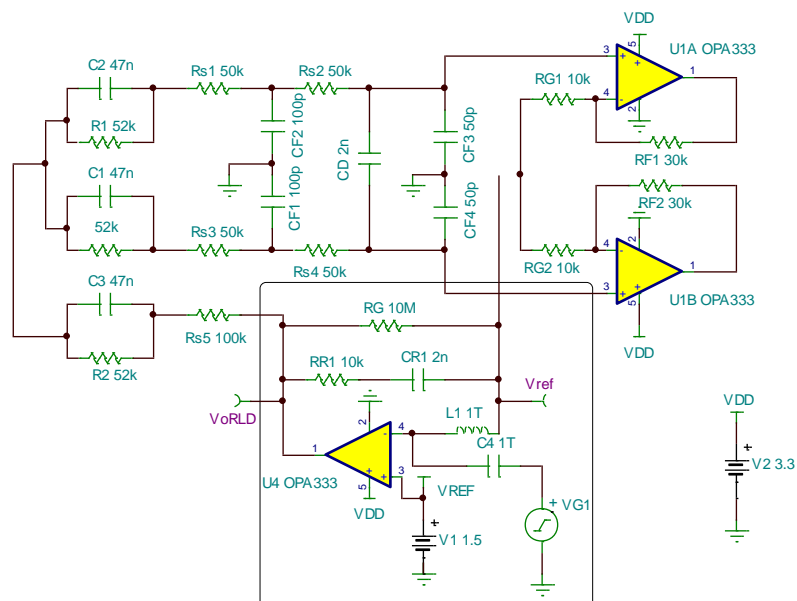 VDD
C2 47n
Rs1 50k
Rs2 50k
3
5
+
+
-
2
4
1
U1A OPA333
RG1 10k
R1 52k
CF2 100p
CD 2n
CF3 50p
RF1 30k
C1 47n
CF1 100p
CF4 50p
RF2 30k
52k
Rs3 50k
Rs4 50k
RG2 10k
4
2
-
+
+
3
5
1
U1B OPA333
VDD
C3 47n
Rs5 100k
R2 52k
RG 10M
RR1 10k
CR1 2n
VoRLD
Vref
L1 1T
C4 1T
2
4
-
1
U4 OPA333
+
+
3
5
VREF
VDD
+
V1 1.5
+
VG1
VDD
+
V2 3.3